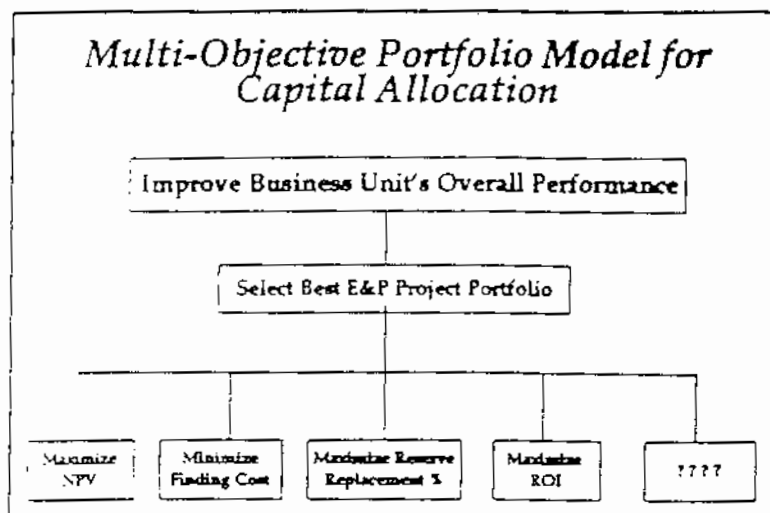 Multi-Objective Portfolio Model for
Capital Allocation
Improve Business Unit's Overall Performance
Select Best E&P Project Portfolio
Maximize
NPV
Minimize
Finding Cost
Maximize Reserve
Replacement %
Maximize
ROI
????